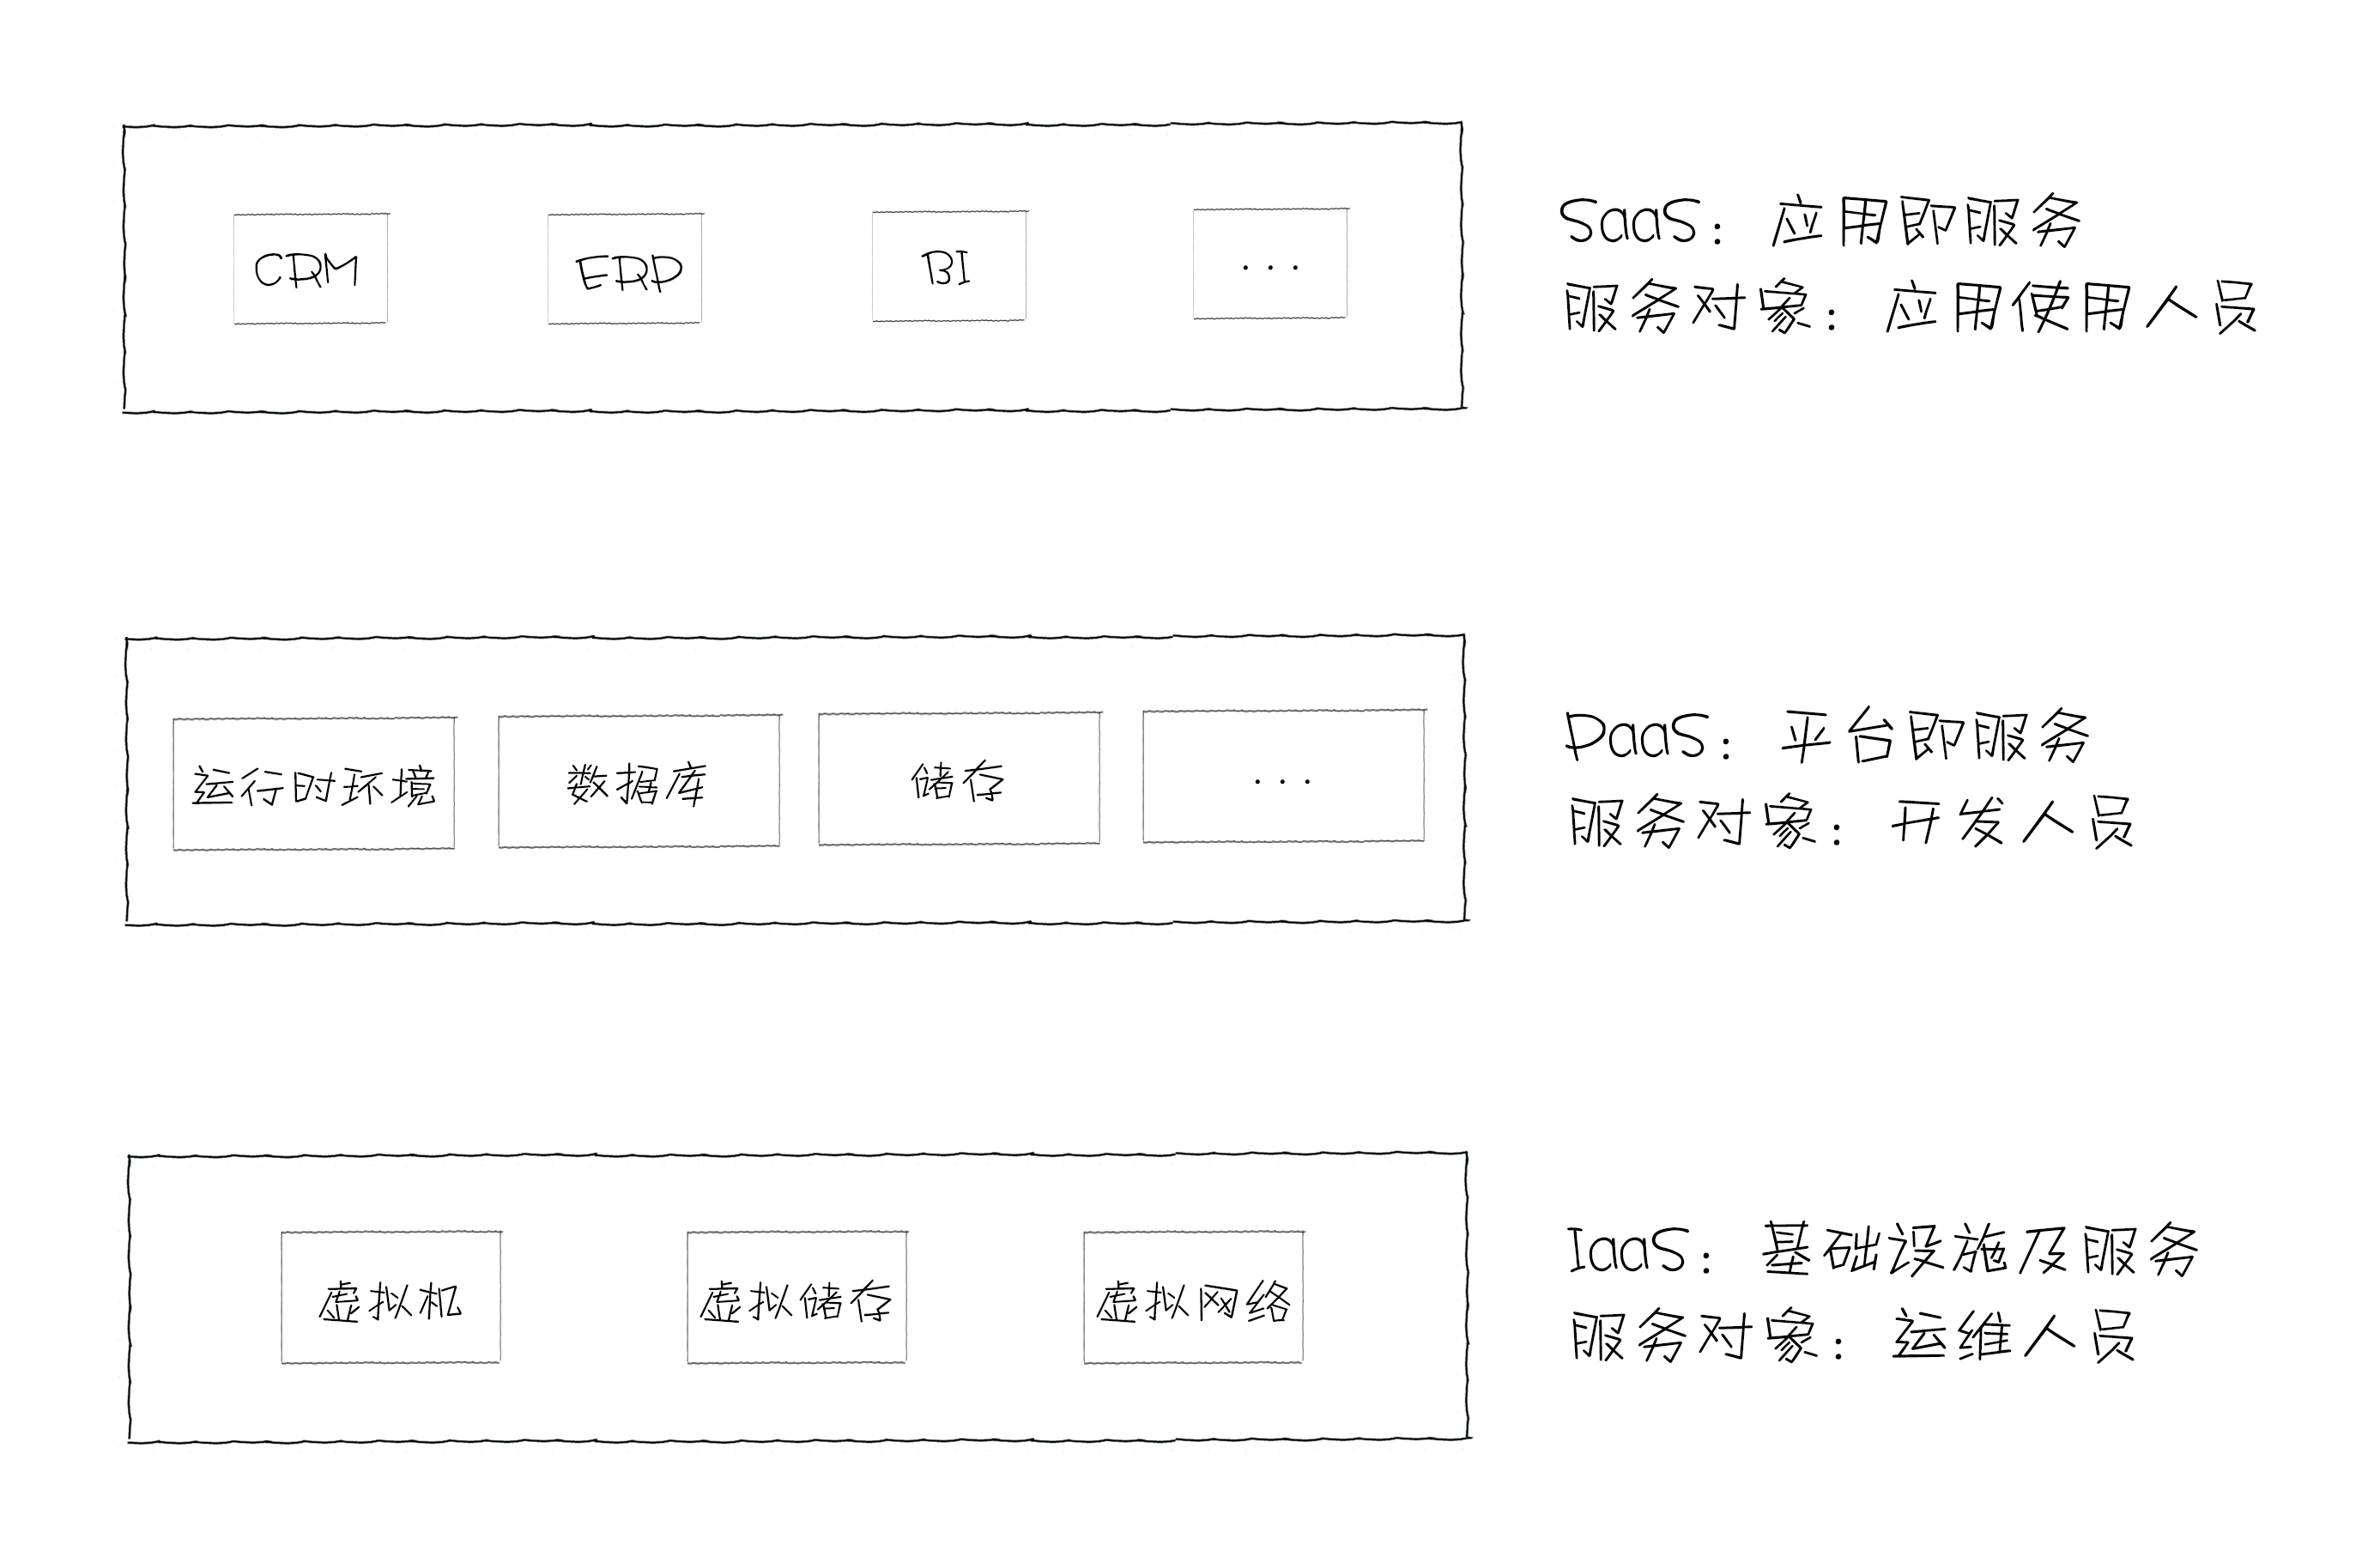 CRM
ERP
BI
...
SaaS：应用即服务
服务对象：应用使用人员
运行时环境
数据库
储存
...
PaaS：平台即服务
服务对象：开发人员
虚拟机
虚拟储存
虚拟网络
IaaS：基础设施及服务
服务对象：运维人员